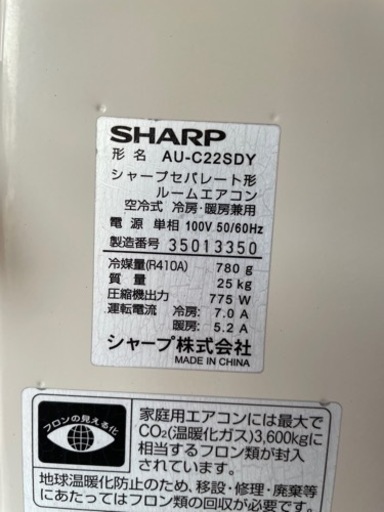 SHARP
形 名 AU-C22SDY
シャープセパレート形
ルームエアコン
空冷式 冷房・暖房兼用
電 源 単相 100V 50/60Hz
製造番号 35013350
冷媒量(R410A) 780 g
質 量 25 kg
圧縮機出力 775 W
運転電流 冷房: 7.0 A
暖房: 5.2 A
シャープ株式会社
MADE IN CHINA
フロンの見える化
家庭用エアコンには最大で
CO₂(温暖化ガス)3,600kgに
相当するフロン類が封入
されています。
地球温暖化防止のため、移設・修理・廃棄等
にあたってはフロン類の回収が必要です。